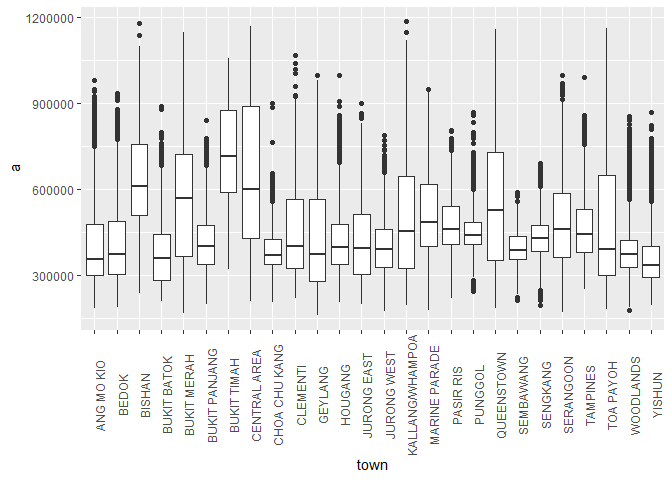 1200000
900000
600000
300000
a
ANG MO KIO
BEDOK
BISHAN
BUKIT BATOK
BUKIT MERAH
BUKIT PANJANG
BUKIT TIMAH
CENTRAL AREA
CHOA CHU KANG
CLEMENTI
GEYLANG
HOUGANG
JURONG EAST
JURONG WEST
KALLANG/WHAMPOA
MARINE PARADE
PASIR RIS
PUNGGOL
QUEENSTOWN
SEMBAWANG
SENGKANG
SERANGOON
TAMPINES
TOA PAYOH
WOODLANDS
YISHUN
town